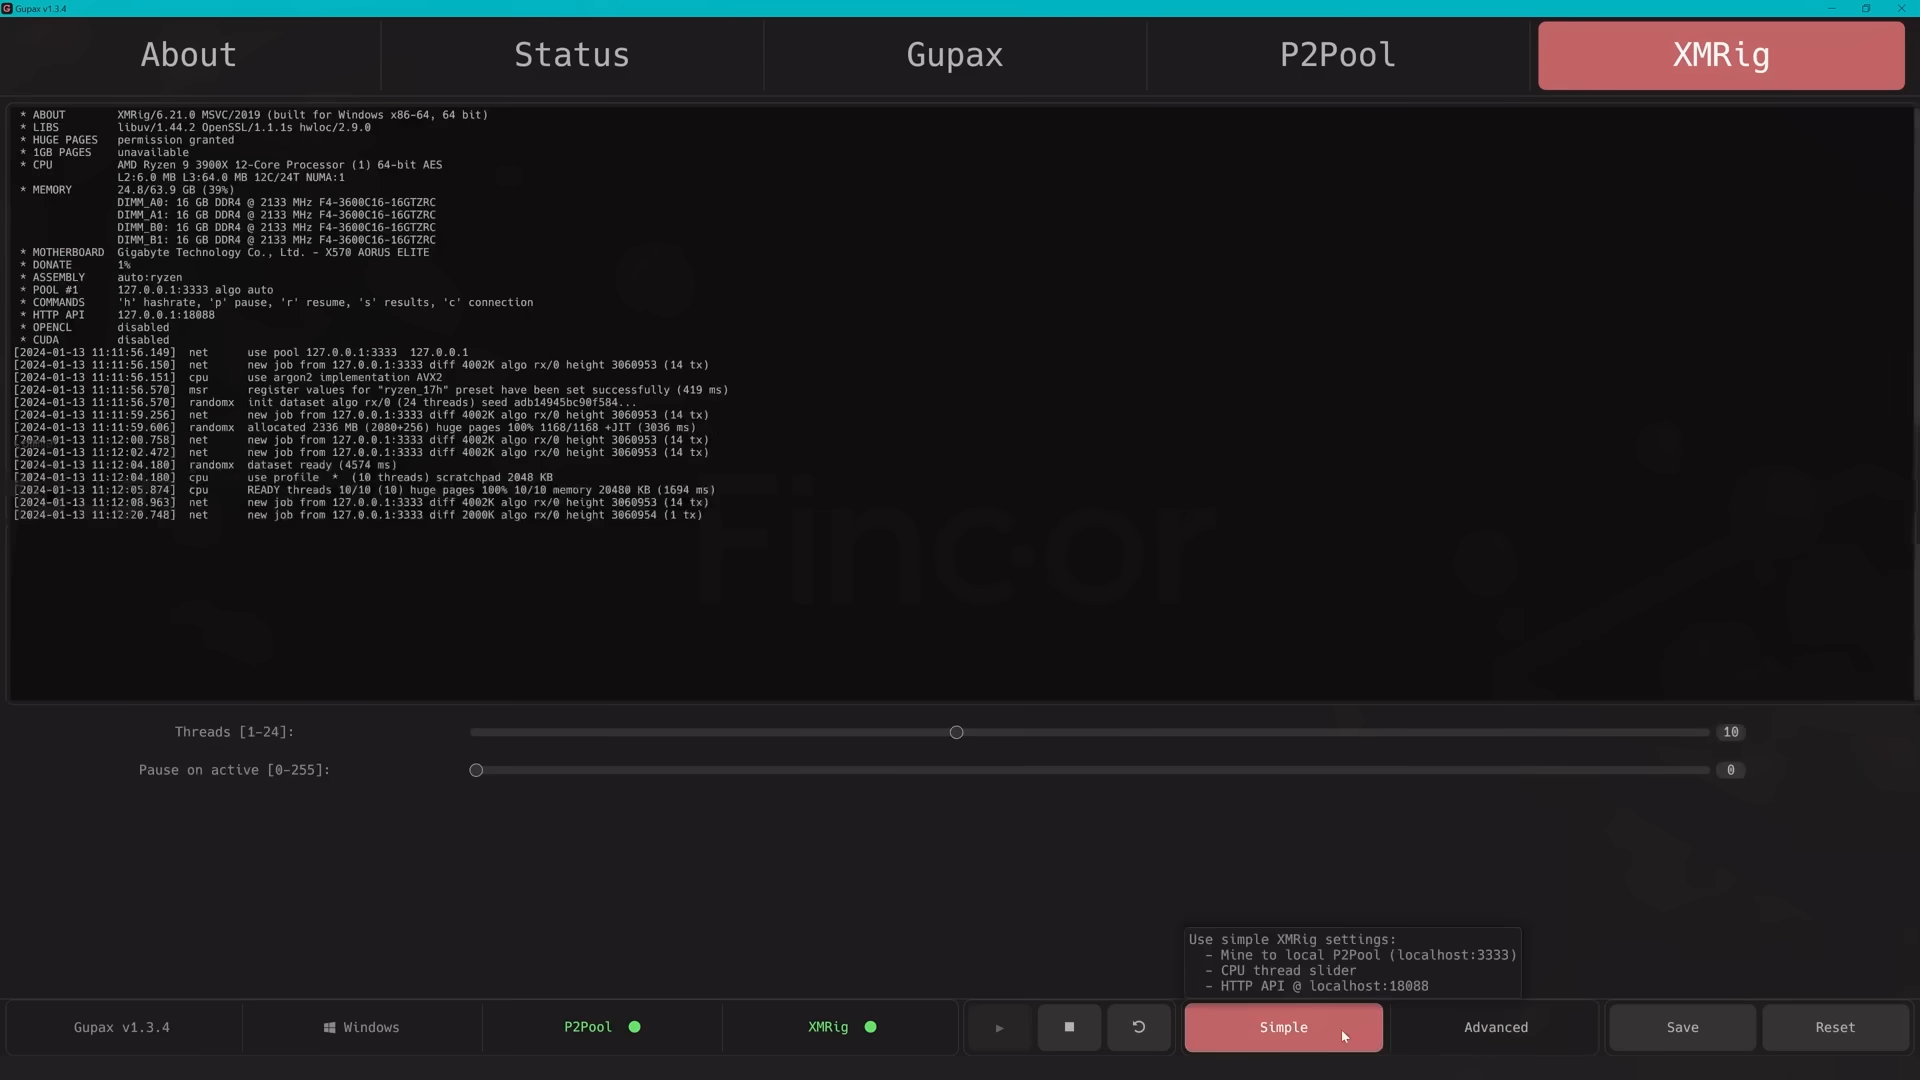 Gupax v1.3.4
About
Status
Gupax
P2Pool
XMRig
* ABOUT XMRig/6.21.0 MSVC/2019 (built for Windows x86-64, 64 bit)
* LIBS libuv/1.44.2 OpenSSL/1.1.1s hwloc/2.9.0
* HUGE PAGES permission granted
* 1GB PAGES unavailable
* CPU AMD Ryzen 9 3900X 12-Core Processor (1) 64-bit AES
L2:6.0 MB L3:64.0 MB 12C/24T NUMA:1
* MEMORY 24.8/63.9 GB (39%)
DIMM_A0: 16 GB DDR4 @ 2133 MHz F4-3600C16-16GTZRC
DIMM_A1: 16 GB DDR4 @ 2133 MHz F4-3600C16-16GTZRC
DIMM_B0: 16 GB DDR4 @ 2133 MHz F4-3600C16-16GTZRC
DIMM_B1: 16 GB DDR4 @ 2133 MHz F4-3600C16-16GTZRC
* MOTHERBOARD Gigabyte Technology Co., Ltd. - X570 AORUS ELITE
* DONATE 1%
* ASSEMBLY auto:ryzen
* POOL #1 127.0.0.1:3333 algo auto
* COMMANDS 'h' hashrate, 'p' pause, 'r' resume, 's' results, 'c' connection
* HTTP API 127.0.0.1:18088
* OPENCL disabled
* CUDA disabled
[2024-01-13 11:11:56.149] net use pool 127.0.0.1:3333 127.0.0.1
[2024-01-13 11:11:56.150] net new job from 127.0.0.1:3333 diff 4002K algo rx/0 height 3060953 (14 tx)
[2024-01-13 11:11:56.151] cpu use argon2 implementation AVX2
[2024-01-13 11:11:56.570] msr register values for "ryzen_17h" preset have been set successfully (419 ms)
[2024-01-13 11:11:56.570] randomx init dataset algo rx/0 (24 threads) seed adb14945bc90f584...
[2024-01-13 11:11:59.256] net new job from 127.0.0.1:3333 diff 4002K algo rx/0 height 3060953 (14 tx)
[2024-01-13 11:11:59.606] randomx allocated 2336 MB (2080+256) huge pages 100% 1168/1168 +JIT (3036 ms)
[2024-01-13 11:12:00.758] net new job from 127.0.0.1:3333 diff 4002K algo rx/0 height 3060953 (14 tx)
[2024-01-13 11:12:02.472] net new job from 127.0.0.1:3333 diff 4002K algo rx/0 height 3060953 (14 tx)
[2024-01-13 11:12:04.180] randomx dataset ready (4574 ms)
[2024-01-13 11:12:04.180] cpu use profile * (10 threads) scratchpad 2048 KB
[2024-01-13 11:12:05.874] cpu READY threads 10/10 (10) huge pages 100% 10/10 memory 20480 KB (1694 ms)
[2024-01-13 11:12:08.963] net new job from 127.0.0.1:3333 diff 4002K algo rx/0 height 3060953 (14 tx)
[2024-01-13 11:12:20.748] net new job from 127.0.0.1:3333 diff 2000K algo rx/0 height 3060954 (1 tx)
Threads [1-24]: 10
Pause on active [0-255]: 0
Use simple XMRig settings:
- Mine to local P2Pool (localhost:3333)
- CPU thread slider
- HTTP API @ localhost:18088
Gupax v1.3.4
Windows
P2Pool
XMRig
Simple
Advanced
Save
Reset